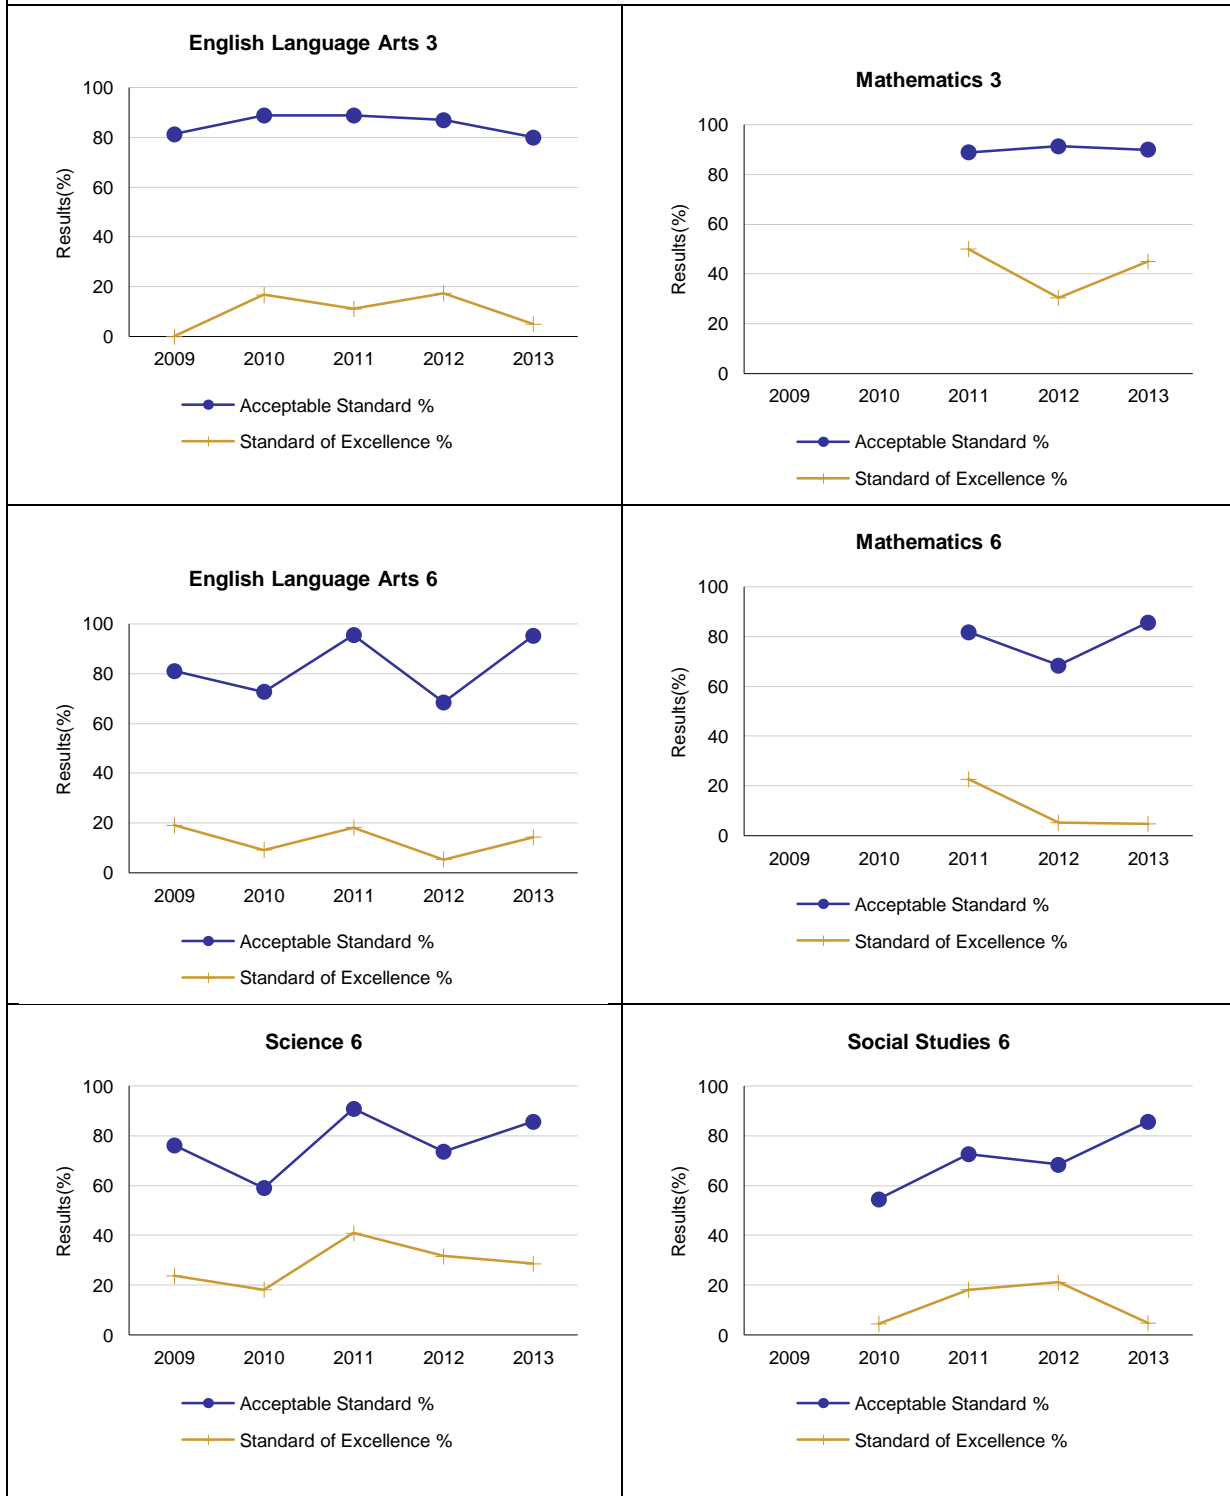 English Language Arts 3
100
80
60
40
20
0
Results(%)
2009 2010 2011 2012 2013
Acceptable Standard %
Standard of Excellence %
Mathematics 3
100
80
60
40
20
0
Results(%)
2009 2010 2011 2012 2013
Acceptable Standard %
Standard of Excellence %
English Language Arts 6
100
80
60
40
20
0
Results(%)
2009 2010 2011 2012 2013
Acceptable Standard %
Standard of Excellence %
Mathematics 6
100
80
60
40
20
0
Results(%)
2009 2010 2011 2012 2013
Acceptable Standard %
Standard of Excellence %
Science 6
100
80
60
40
20
0
Results(%)
2009 2010 2011 2012 2013
Acceptable Standard %
Standard of Excellence %
Social Studies 6
100
80
60
40
20
0
Results(%)
2009 2010 2011 2012 2013
Acceptable Standard %
Standard of Excellence %